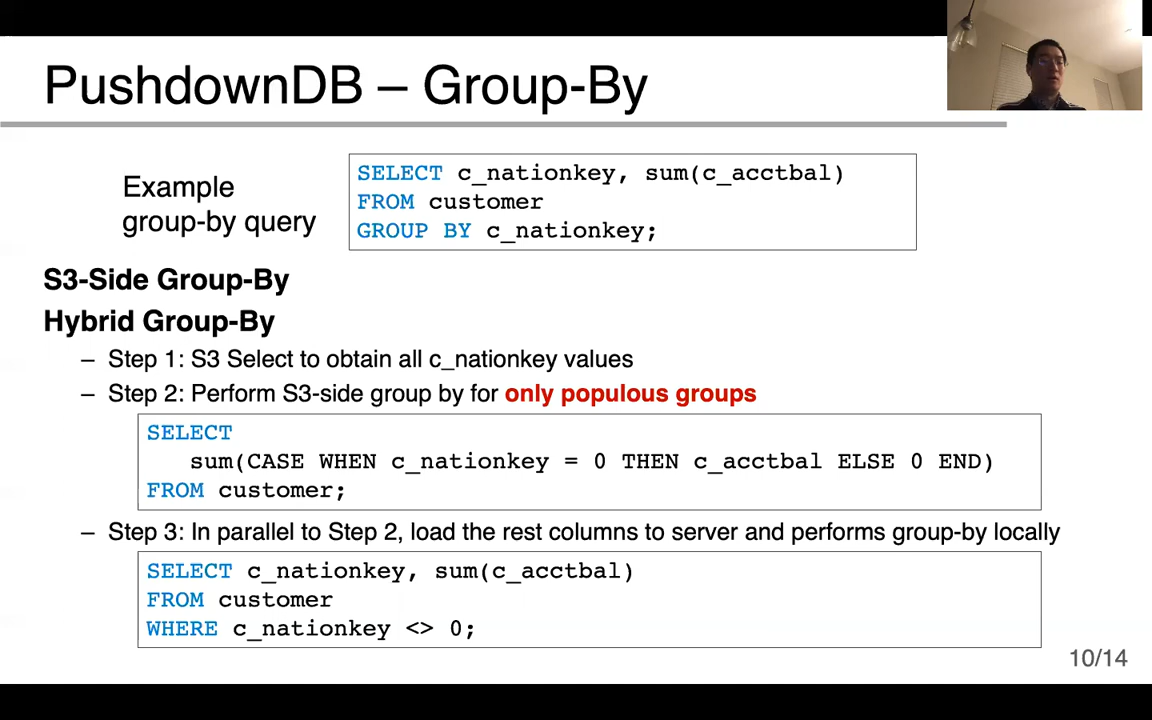 PushdownDB – Group-By
Example
group-by query
SELECT c_nationkey, sum(c_acctbal)
FROM customer
GROUP BY c_nationkey;
S3-Side Group-By
Hybrid Group-By
– Step 1: S3 Select to obtain all c_nationkey values
– Step 2: Perform S3-side group by for only populous groups
SELECT
sum(CASE WHEN c_nationkey = 0 THEN c_acctbal ELSE 0 END)
FROM customer;
– Step 3: In parallel to Step 2, load the rest columns to server and performs group-by locally
SELECT c_nationkey, sum(c_acctbal)
FROM customer
WHERE c_nationkey <> 0;
10/14